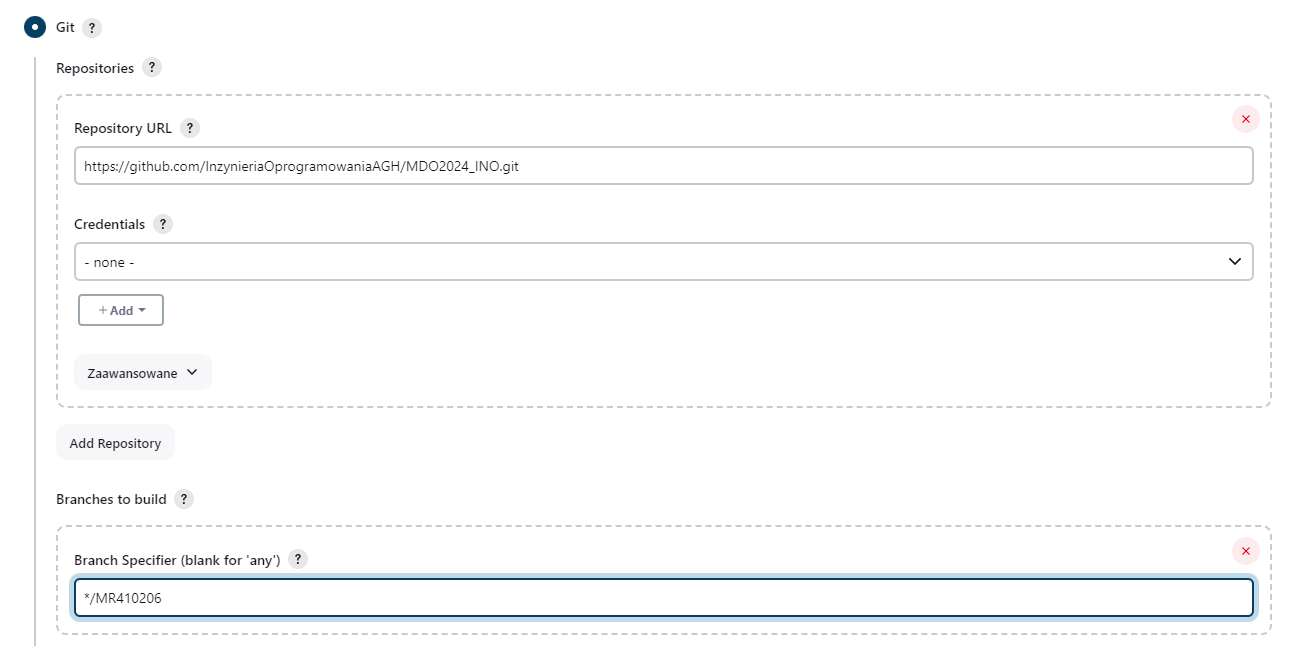 Git ?
Repositories ?
Repository URL ?
https://github.com/InzynieriaOprogramowaniaAGH/MDO2024_INO.git
Credentials ?
- none -
+ Add
Zaawansowane
Add Repository
Branches to build ?
Branch Specifier (blank for 'any') ?
*/MR410206